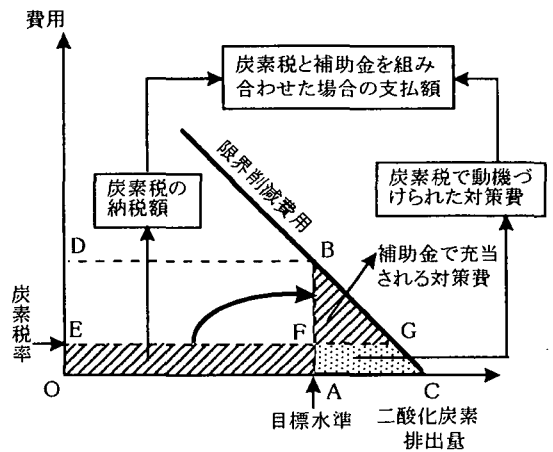 費用
炭素税と補助金を組み
合わせた場合の支払額
限界削減費用
炭素税の
納税額
炭素税で動機づ
けられた対策費
D
B
補助金で充当
される対策費
炭素税率
E
F
G
O
A
C
目標水準
二酸化炭素
排出量